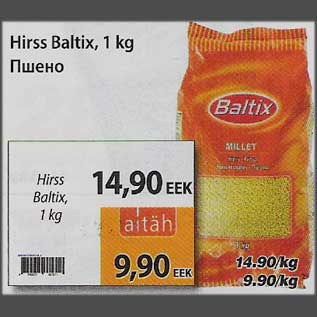 Hirss Baltix, 1 kg
Пшено
Baltix
MILLET
Hirss
Baltix,
1 kg
14,90 EEK
aitäh
9,90 EEK
14.90/kg
9.90/kg